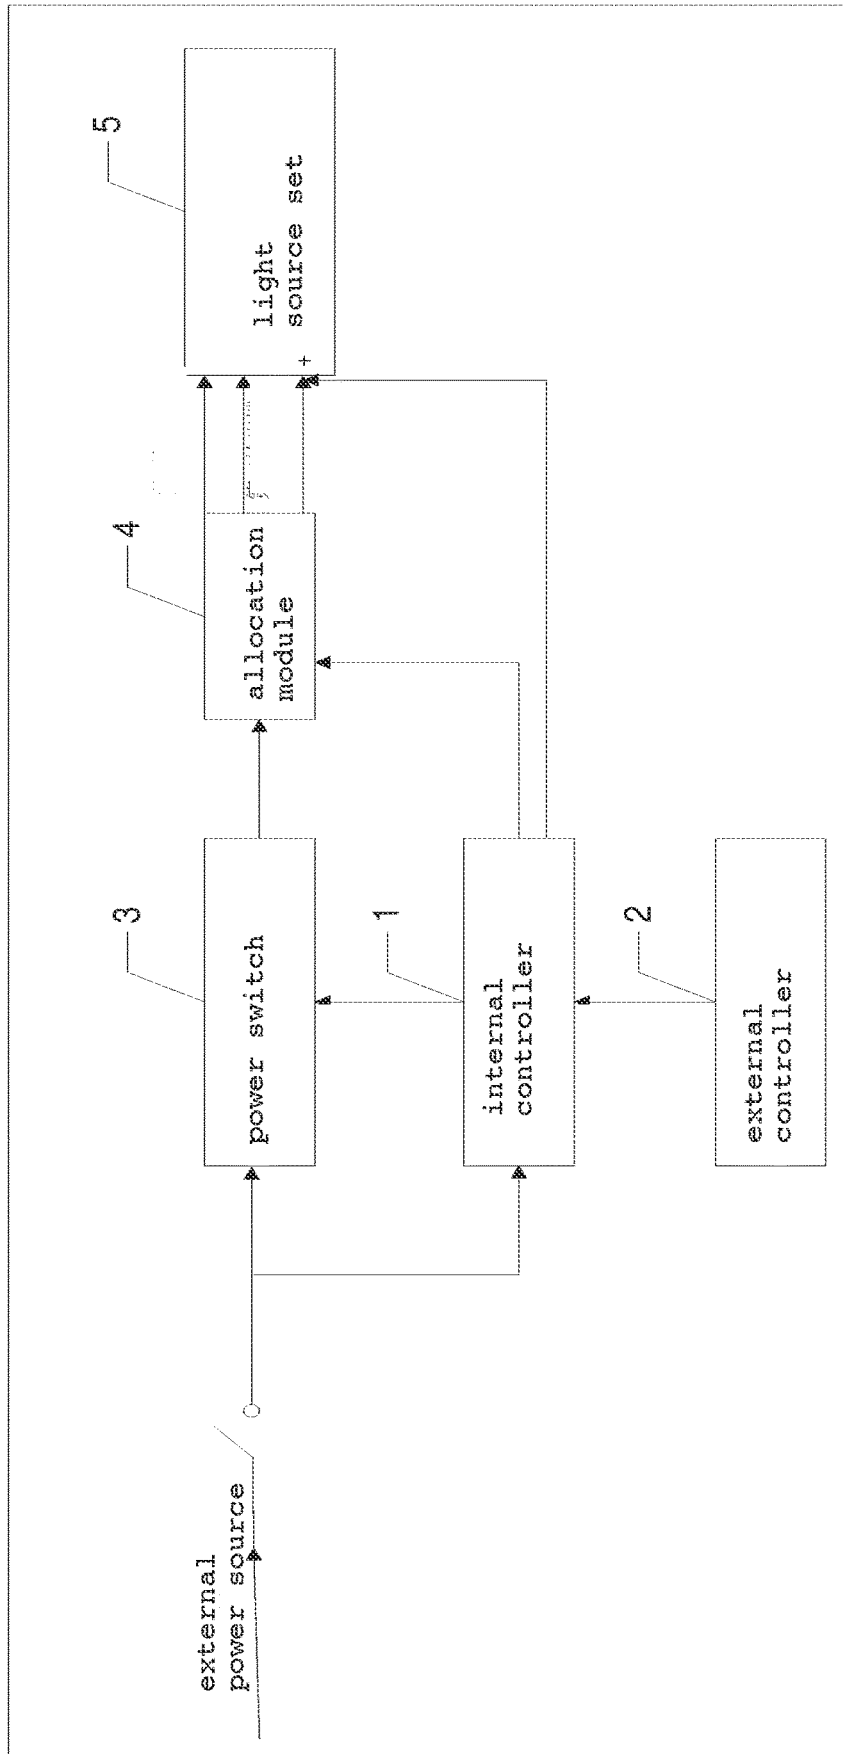 external
power source
3
power switch
1
internal
controller
2
external
controller
4
allocation
module
5
light
source set
+